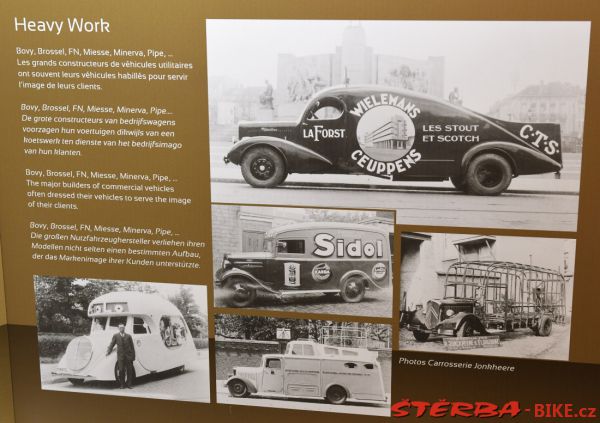 Heavy Work
Bovy, Brossel, FN, Miesse, Minerva, Pipe, ...
Les grands constructeurs de véhicules utilitaires
ont souvent leurs véhicules habillés pour servir
l'image de leurs clients.
Bovy, Brossel, FN, Miesse, Minerva, Pipe...
De grote constructeurs van bedrijfswagens
voorzagen hun voertuigen dikwijls van een
koetswerk ten dienste van het bedrijfsimago
van hun klanten.
Bovy, Brossel, FN, Miesse, Minerva, Pipe, ...
The major builders of commercial vehicles
often dressed their vehicles to serve the image
of their clients.
Bovy, Brossel, FN, Miesse, Minerva, Pipe, ...
Die großen Nutzfahrzeughersteller verliehen ihren
Modellen nicht selten einen bestimmten Aufbau,
der das Markenimage ihrer Kunden unterstützte.
LA FORST
WIELEMANS
CEUPPENS
LES STOUT
ET SCOTCH
C.T.S
Sidol
Photos Carrosserie Jonkheere
ŠTĚRBA-BIKE.cz